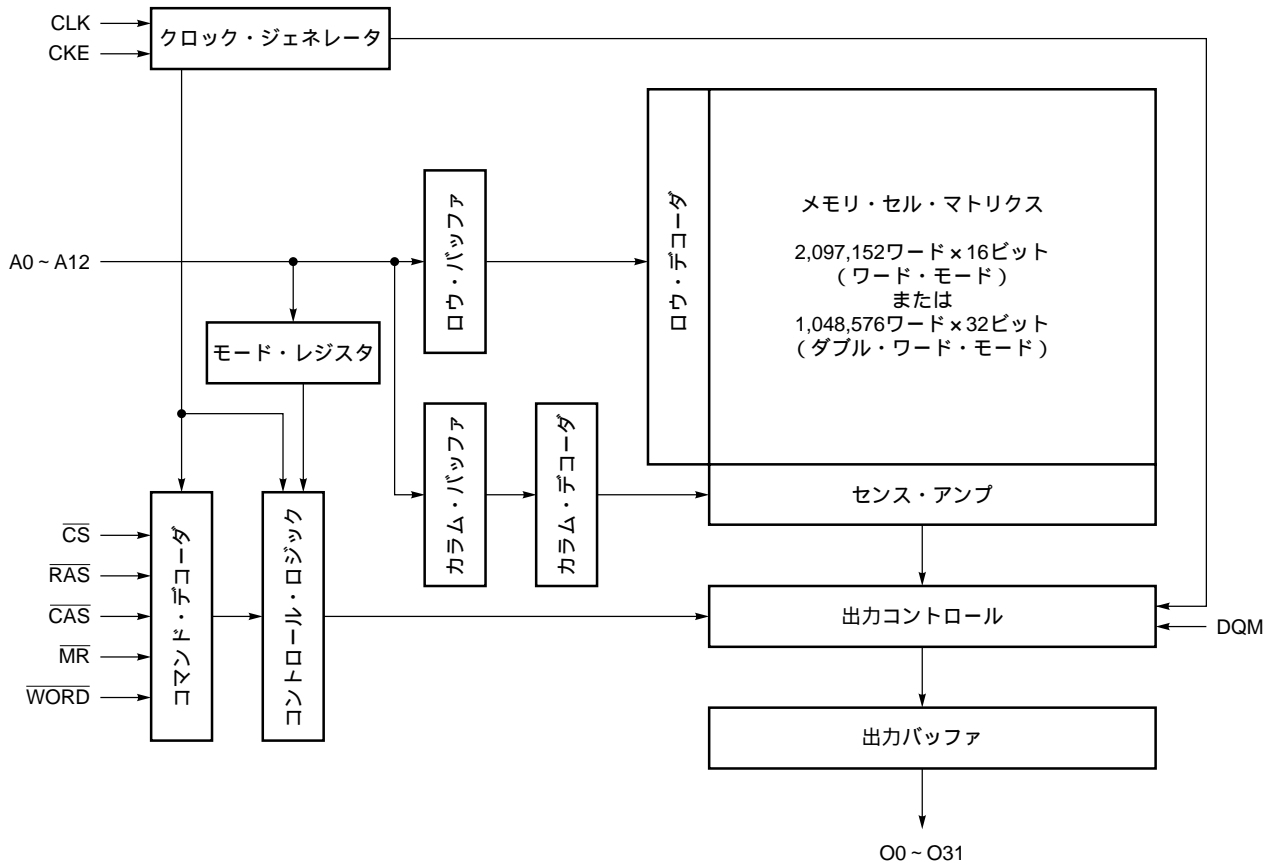 CLK
CKE
クロック・ジェネレータ
A0 ~ A12
モード・レジスタ
ロウ・バッファ
ロウ・デコーダ
メモリ・セル・マトリクス
2,097,152ワード×16ビット
(ワード・モード)
または
1,048,576ワード×32ビット
(ダブル・ワード・モード)
カラム・バッファ
カラム・デコーダ
センス・アンプ
CS
RAS
CAS
MR
WORD
コマンド・デコーダ
コントロール・ロジック
出力コントロール
DQM
出力バッファ
O0 ~ O31